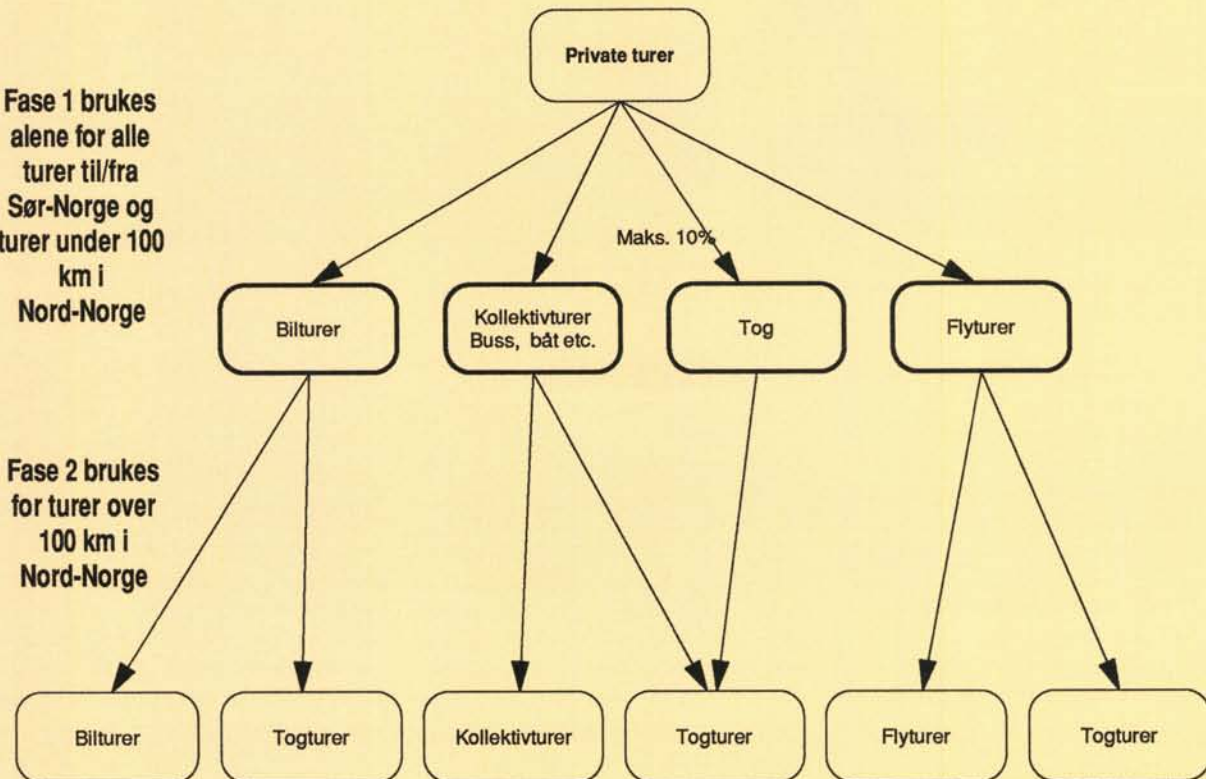 Private turer
Fase 1 brukes
alene for alle
turer til/fra
Sør-Norge og
turer under 100
km i
Nord-Norge
Maks. 10%
Bilturer
Kollektivturer
Buss, båt etc.
Tog
Flyturer
Fase 2 brukes
for turer over
100 km i
Nord-Norge
Bilturer
Togturer
Kollektivturer
Togturer
Flyturer
Togturer